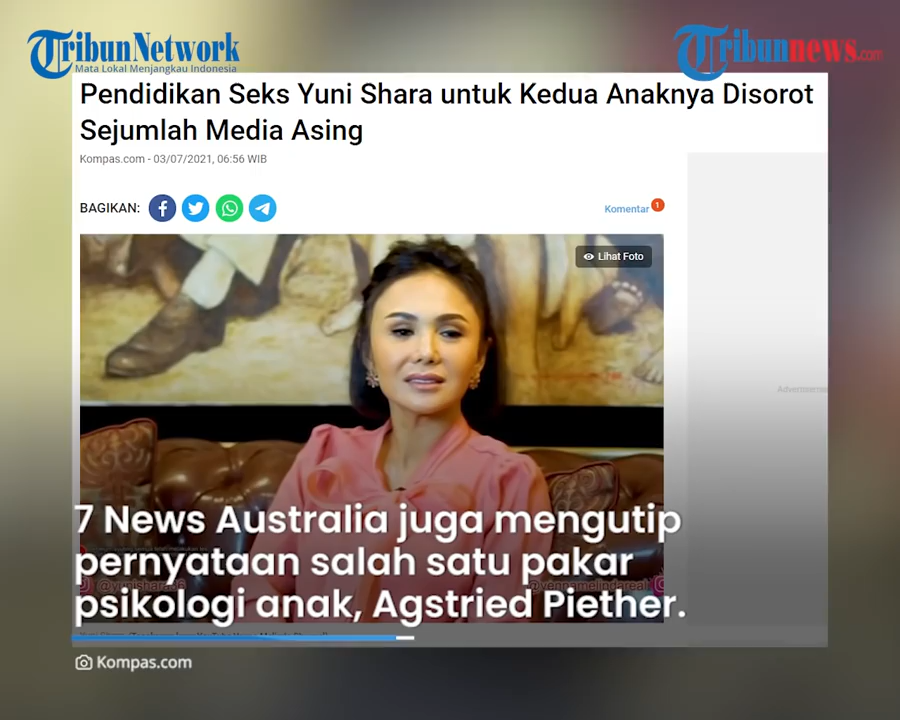 TribunNetwork
Mata Lokal Menjangkau Indonesia
Tribunnews.com
Pendidikan Seks Yuni Shara untuk Kedua Anaknya Disorot
Sejumlah Media Asing
Kompas.com - 03/07/2021, 06:56 WIB
BAGIKAN:
Komentar 1
Lihat Foto
7 News Australia juga mengutip
pernyataan salah satu pakar
psikologi anak, Agstried Piether.
Kompas.com